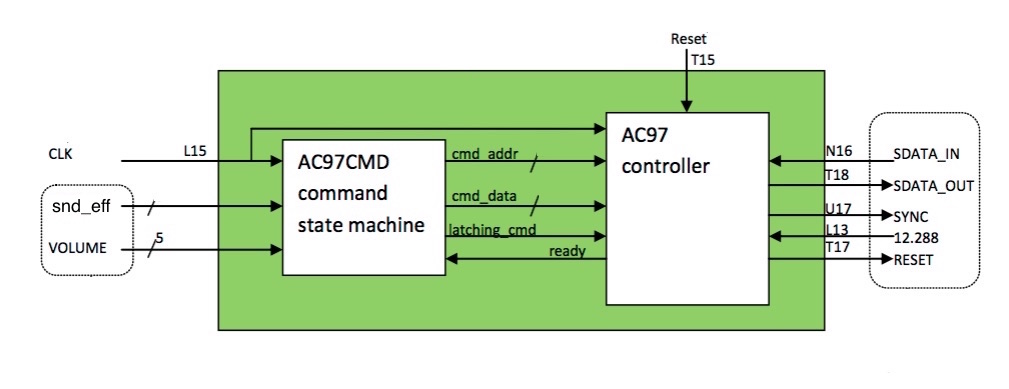 Reset
T15
CLK
L15
AC97CMD
command
state machine
snd_eff
VOLUME
5
cmd_addr
cmd_data
latching_cmd
ready
AC97
controller
N16
SDATA_IN
T18
SDATA_OUT
U17
SYNC
L13
12.288
T17
RESET